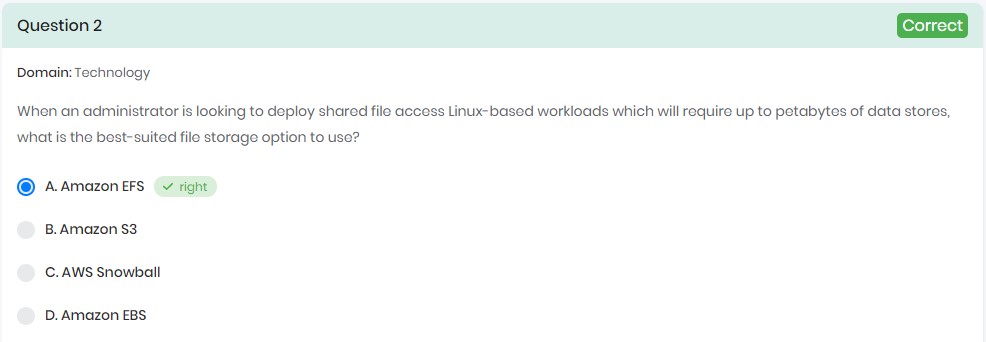 Question 2
Correct
Domain: Technology
When an administrator is looking to deploy shared file access Linux-based workloads which will require up to petabytes of data stores,
what is the best-suited file storage option to use?
A. Amazon EFS
right
B. Amazon S3
C. AWS Snowball
D. Amazon EBS